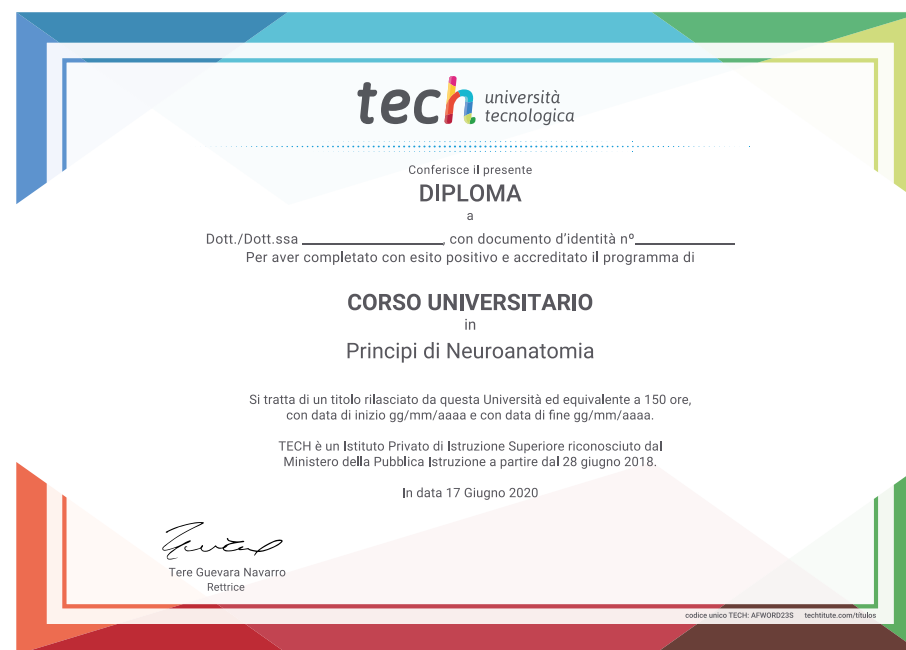 tech università
tecnologica
Conferisce il presente
DIPLOMA
a
Dott./Dott.ssa ____________________, con documento d'identità nº______________
Per aver completato con esito positivo e accreditato il programma di
CORSO UNIVERSITARIO
in
Principi di Neuroanatomia
Si tratta di un titolo rilasciato da questa Università ed equivalente a 150 ore,
con data di inizio gg/mm/aaaa e con data di fine gg/mm/aaaa.
TECH è un Istituto Privato di Istruzione Superiore riconosciuto dal
Ministero della Pubblica Istruzione a partire dal 28 giugno 2018.
In data 17 Giugno 2020
Tere Guevara Navarro
Rettrice
codice unico TECH: AFWORD23S techtitute.com/titulos